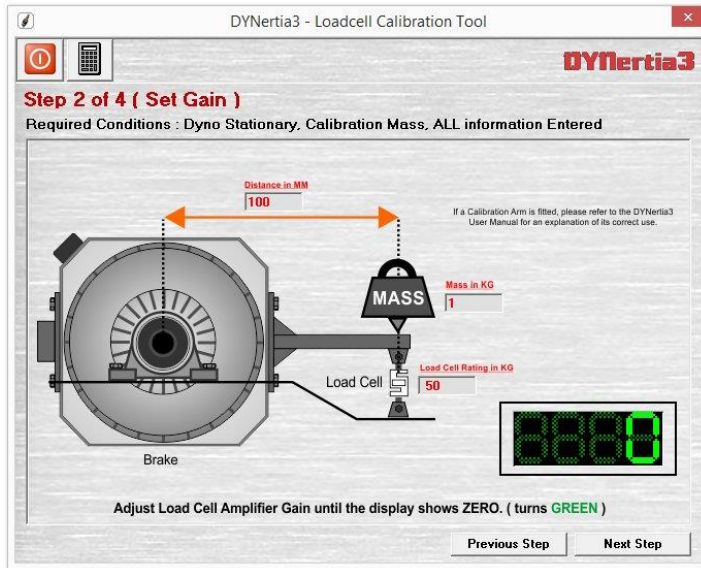 DYNertia3 - Loadcell Calibration Tool
DYNertia3
Step 2 of 4 ( Set Gain )
Required Conditions : Dyno Stationary, Calibration Mass, ALL information Entered
Distance in MM
100
If a Calibration Arm is fitted, please refer to the DYNertia3
User Manual for an explanation of its correct use.
MASS
Mass in KG
1
Load Cell
Load Cell Rating in KG
50
0
Brake
Adjust Load Cell Amplifier Gain until the display shows ZERO. ( turns GREEN )
Previous Step
Next Step